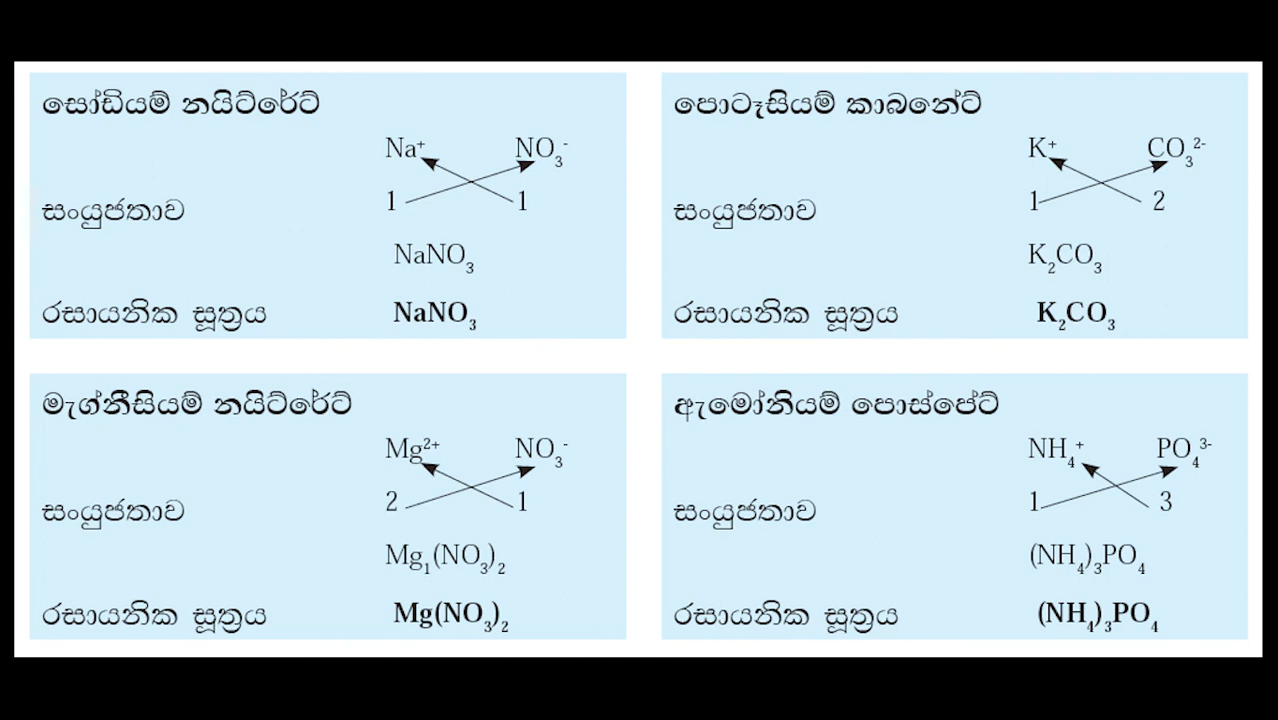 සෝඩියම් නයිට්රේට්
Na⁺ NO₃⁻
සංයුජතාව 1 1
NaNO₃
රසායනික සූත්‍රය NaNO₃
පොටෑසියම් කාබනේට්
K⁺ CO₃²⁻
සංයුජතාව 1 2
K₂CO₃
රසායනික සූත්‍රය K₂CO₃
මැග්නීසියම් නයිට්රේට්
Mg²⁺ NO₃⁻
සංයුජතාව 2 1
Mg₁(NO₃)₂
රසායනික සූත්‍රය Mg(NO₃)₂
ඇමෝනියම් පොස්පේට්
NH₄⁺ PO₄³⁻
සංයුජතාව 1 3
(NH₄)₃PO₄
රසායනික සූත්‍රය (NH₄)₃PO₄